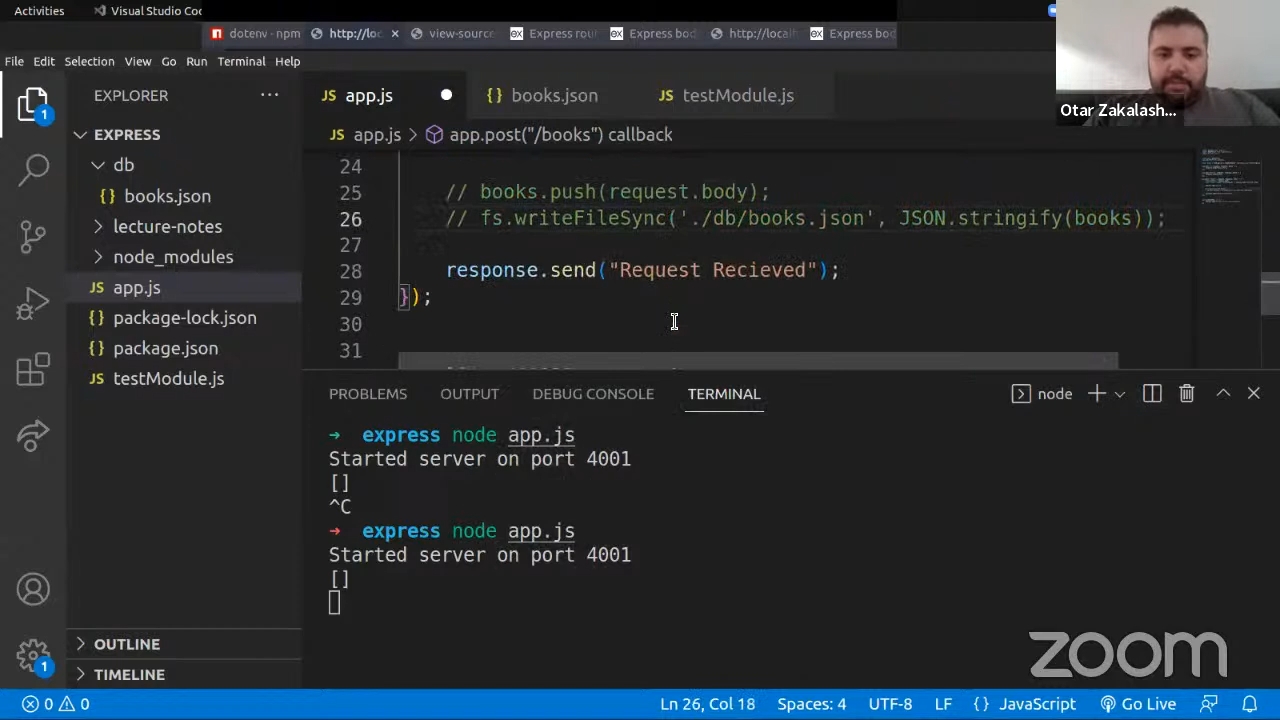 Activities
Visual Studio Co
dotenv - npm
http://loc
view-source
Express rou
Express bod
http://local
Express bod
File Edit Selection View Go Run Terminal Help
Otar Zakalash...
EXPLORER
EXPRESS
db
books.json
lecture-notes
node_modules
app.js
package-lock.json
package.json
testModule.js
OUTLINE
TIMELINE
app.js
books.json
testModule.js
app.js > app.post("/books") callback
24
25 // books.push(request.body);
26 // fs.writeFileSync('./db/books.json', JSON.stringify(books));
27
28 response.send("Request Recieved");
29 });
30
31
PROBLEMS OUTPUT DEBUG CONSOLE TERMINAL
node
→ express node app.js
Started server on port 4001
[]
^C
→ express node app.js
Started server on port 4001
[]
zoom
1
1
0 0
Ln 26, Col 18 Spaces: 4 UTF-8 LF {} JavaScript Go Live